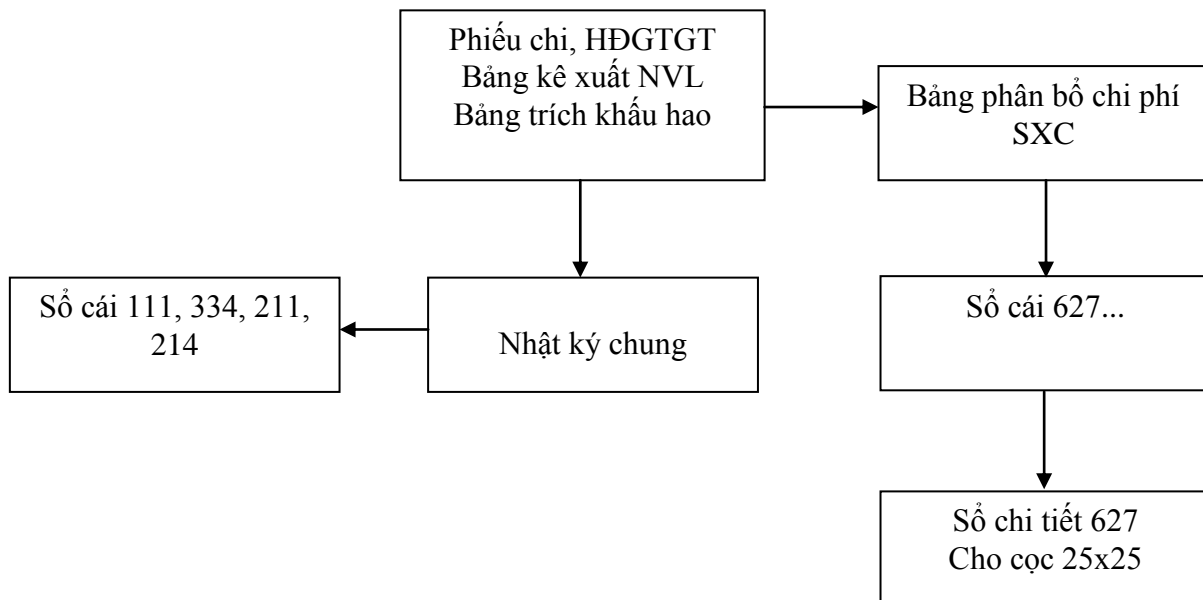 Phiếu chi, HĐGTGT
Bảng kê xuất NVL
Bảng trích khấu hao
Bảng phân bổ chi phí
SXC
Sổ cái 111, 334, 211,
214
Nhật ký chung
Sổ cái 627...
Sổ chi tiết 627
Cho cọc 25x25